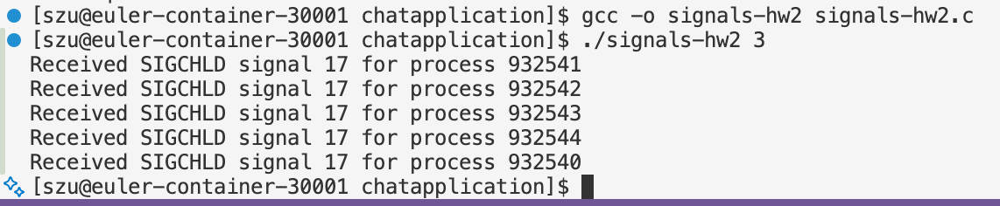 [szu@euler-container-30001 chatapplication]$ gcc -o signals-hw2 signals-hw2.c
[szu@euler-container-30001 chatapplication]$ ./signals-hw2 3
Received SIGCHLD signal 17 for process 932541
Received SIGCHLD signal 17 for process 932542
Received SIGCHLD signal 17 for process 932543
Received SIGCHLD signal 17 for process 932544
Received SIGCHLD signal 17 for process 932540
[szu@euler-container-30001 chatapplication]$